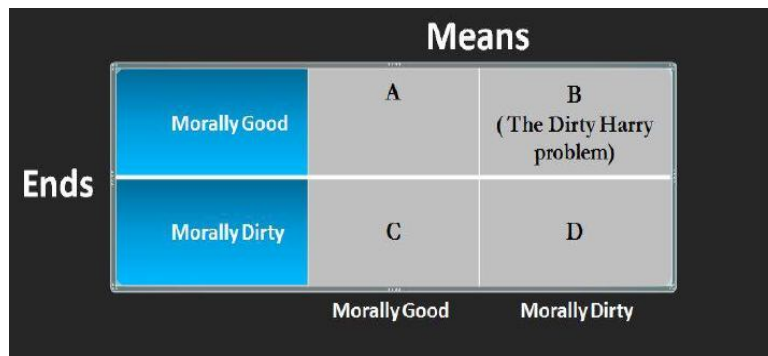 Means
Morally Good
A
B
( The Dirty Harry
problem)
Ends
Morally Dirty
C
D
Morally Good
Morally Dirty